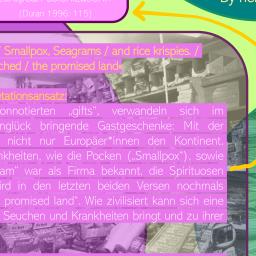 (Duran 1996: 115)
/ Smallpox, Seagrams / and rice krispies. /
ched / the promised land
tationsansatz:
onnotierten „gifts“, verwandeln sich im
nglück bringende Gastgeschenke: Mit der
nicht nur Europäer*innen den Kontinent.
nkheiten, wie die Pocken („Smallpox“), sowie
am“ war als Firma bekannt, die Spirituosen
ird in den letzten beiden Versen nochmals
promised land“. Wie zivilisiert kann sich eine
Seuchen und Krankheiten bringt und zu ihrer